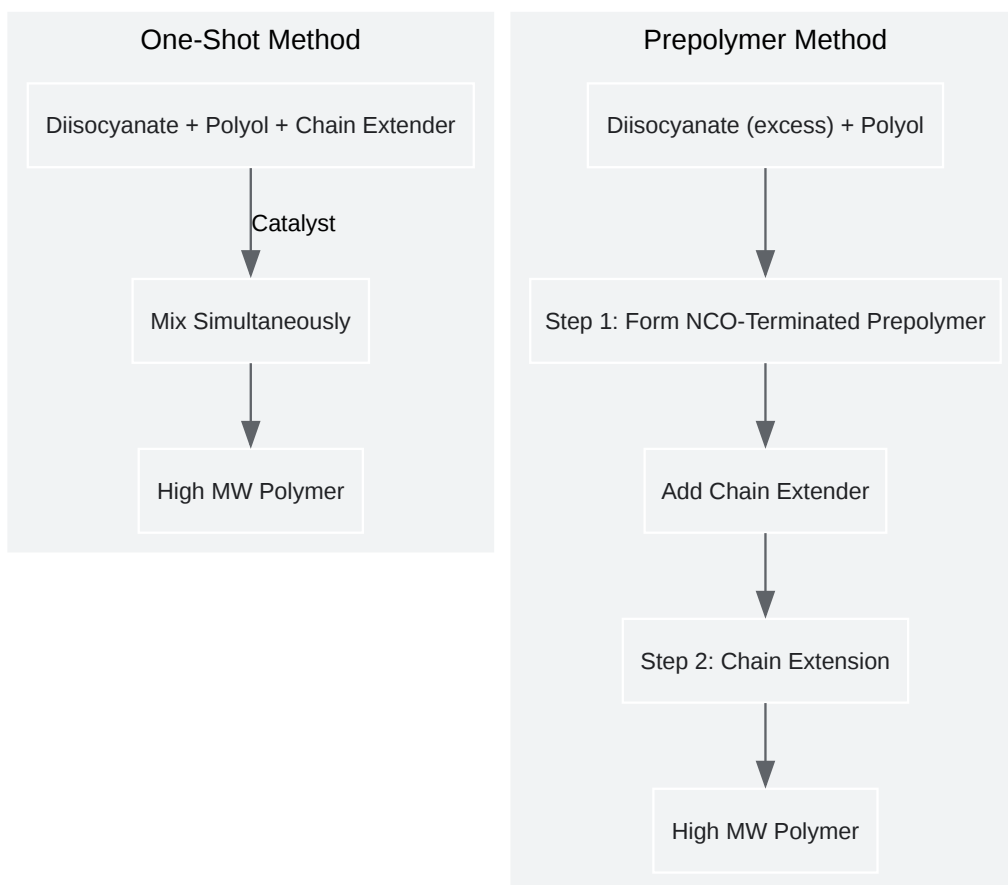 One-Shot Method
Diisocyanate + Polyol + Chain Extender
Catalyst
Mix Simultaneously
High MW Polymer
Prepolymer Method
Diisocyanate (excess) + Polyol
Step 1: Form NCO-Terminated Prepolymer
Add Chain Extender
Step 2: Chain Extension
High MW Polymer